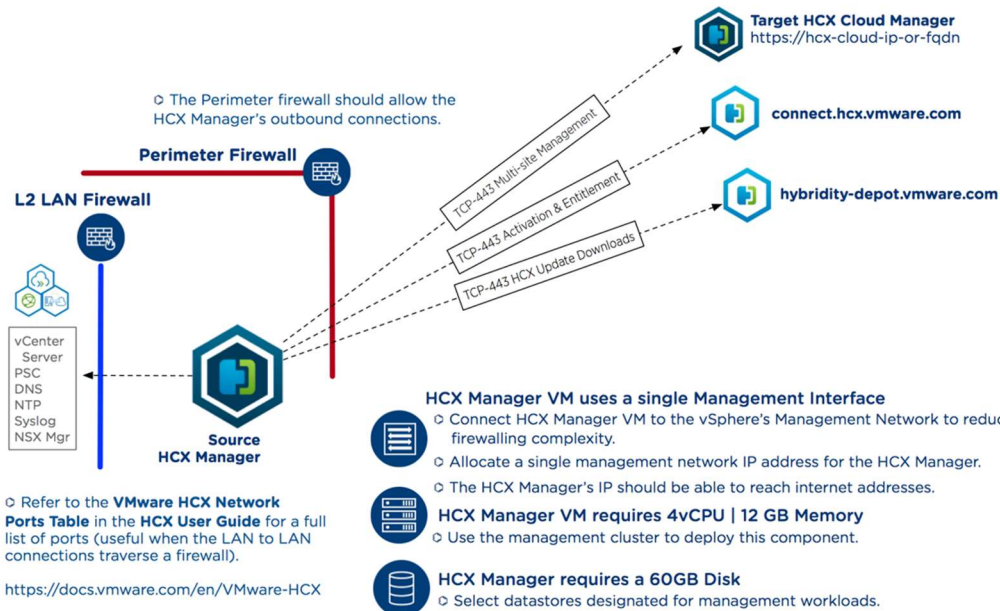 Target HCX Cloud Manager
https://hcx-cloud-ip-or-fqdn
connect.hcx.vmware.com
hybridity-depot.vmware.com
TCP-443 Multi-site Management
TCP-443 Activation & Entitlement
TCP-443 HCX Update Downloads
The Perimeter firewall should allow the
HCX Manager's outbound connections.
Perimeter Firewall
L2 LAN Firewall
vCenter
Server
PSC
DNS
NTP
Syslog
NSX Mgr
Source
HCX Manager
Refer to the VMware HCX Network
Ports Table in the HCX User Guide for a full
list of ports (useful when the LAN to LAN
connections traverse a firewall).
https://docs.vmware.com/en/VMware-HCX
HCX Manager VM uses a single Management Interface
Connect HCX Manager VM to the vSphere's Management Network to reduc
firewalling complexity.
Allocate a single management network IP address for the HCX Manager.
The HCX Manager's IP should be able to reach internet addresses.
HCX Manager VM requires 4vCPU | 12 GB Memory
Use the management cluster to deploy this component.
HCX Manager requires a 60GB Disk
Select datastores designated for management workloads.